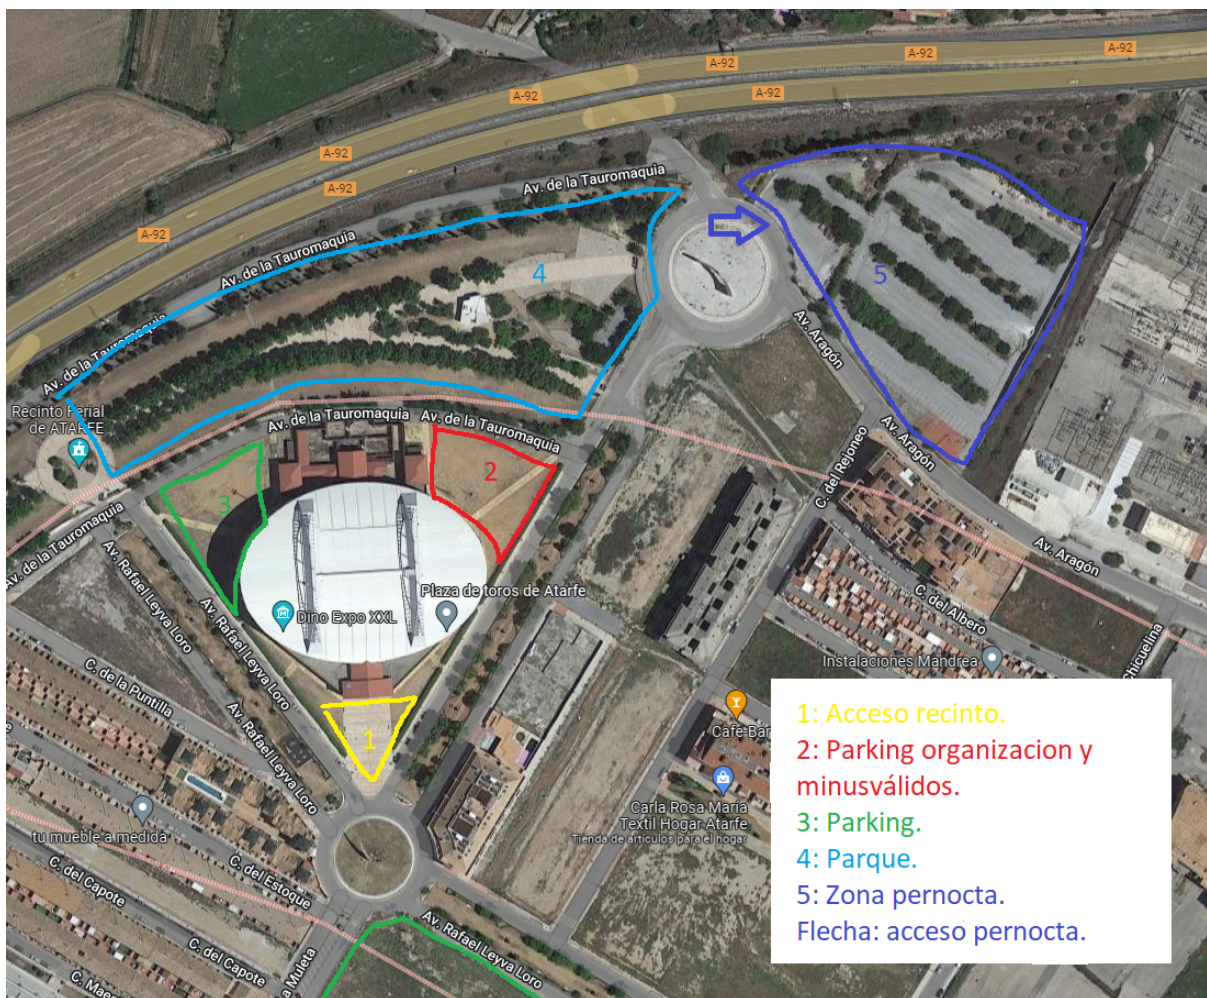 A-92
A-92
A-92
A-92
A-92
A-92
A-92
A-92
Av. de la Tauromaquia
Av. de la Tauromaquia
Av. de la Tauromaquia
4
5
Av. Aragón
Recinto Ferial
de ATARFE
Av. de la Tauromaquia
Av. de la Tauromaquia
Av. Aragón
2
3
C. del Rejoneo
Av. de la Tauromaquia
Av. Rafael Leyva Loro
Av. Aragón
Plaza de toros de Atarfe
Dino Expo XXL
C. del Albero
Av. Rafael Leyva Loro
Chicuelina
Instalaciones Mandrea
C. de la Puntilla
Av. Rafael Leyva Loro
1
Cafe Bar
1: Acceso recinto.
2: Parking organizacion y
minusválidos.
3: Parking.
4: Parque.
5: Zona pernocta.
Flecha: acceso pernocta.
Carla Rosa Maria
Textil Hogar Atarfe
Tienda de artículos para el hogar
tu mueble a medida
C. del Estoque
C. del Capote
C. del Capote
Av. Rafael Leyva Loro
Muleta